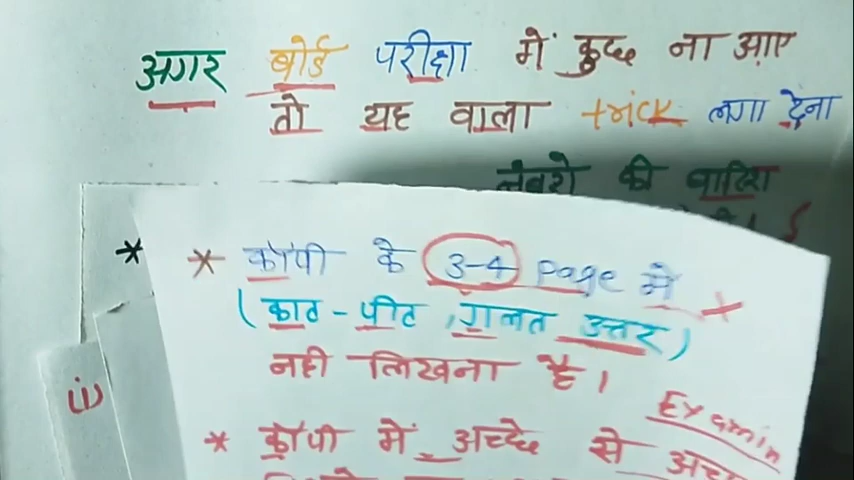 अगर बोर्ड परीक्षा में कुछ ना आए
तो यह वाला trick लगा देना
नंबरो की बारिश
* * कॉपी के 3-4 page में
(काट-पीट, गलत उत्तर)
नही लिखना है।
(i)
Examin
* कॉपी में अच्छे से